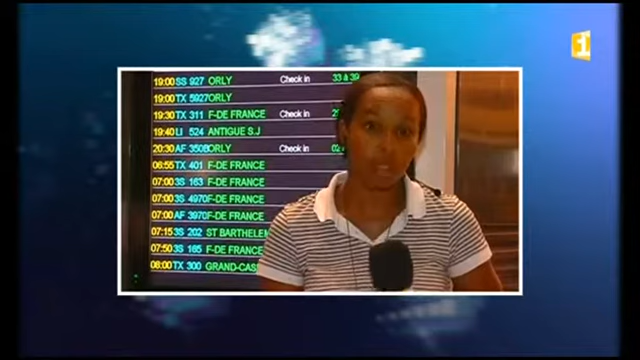 1
19:00 SS 927 ORLY Check in 33 à 39
19:00 TX 5927 ORLY
19:30 TX 311 F-DE FRANCE Check in
19:40 LI 524 ANTIGUE S.J
20:30 AF 3508 ORLY Check in
06:55 TX 401 F-DE FRANCE
07:00 3S 163 F-DE FRANCE
07:00 3S 903 F-DE FRANCE
07:00 AF 3970 F-DE FRANCE
07:15 3S 202 ST BARTHELEM
07:50 3S 165 F-DE FRANCE
08:00 TX 300 GRAND-CAS